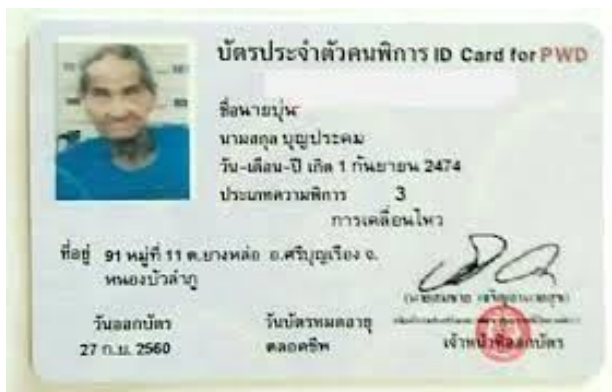 บัตรประจำตัวคนพิการ ID Card for PWD
ชื่อนายบุ่น
นามสกุล บุญประคม
วัน-เดือน-ปี เกิด 1 กันยายน 2474
ประเภทความพิการ 3
การเคลื่อนไหว
ที่อยู่ 91 หมู่ที่ 11 ต.ยางหล่อ อ.ศรีบุญเรือง จ.
หนองบัวลำภู
วันออกบัตร
27 ก.ย. 2560
วันบัตรหมดอายุ
ตลอดชีพ
เจ้าหน้าที่ออกบัตร